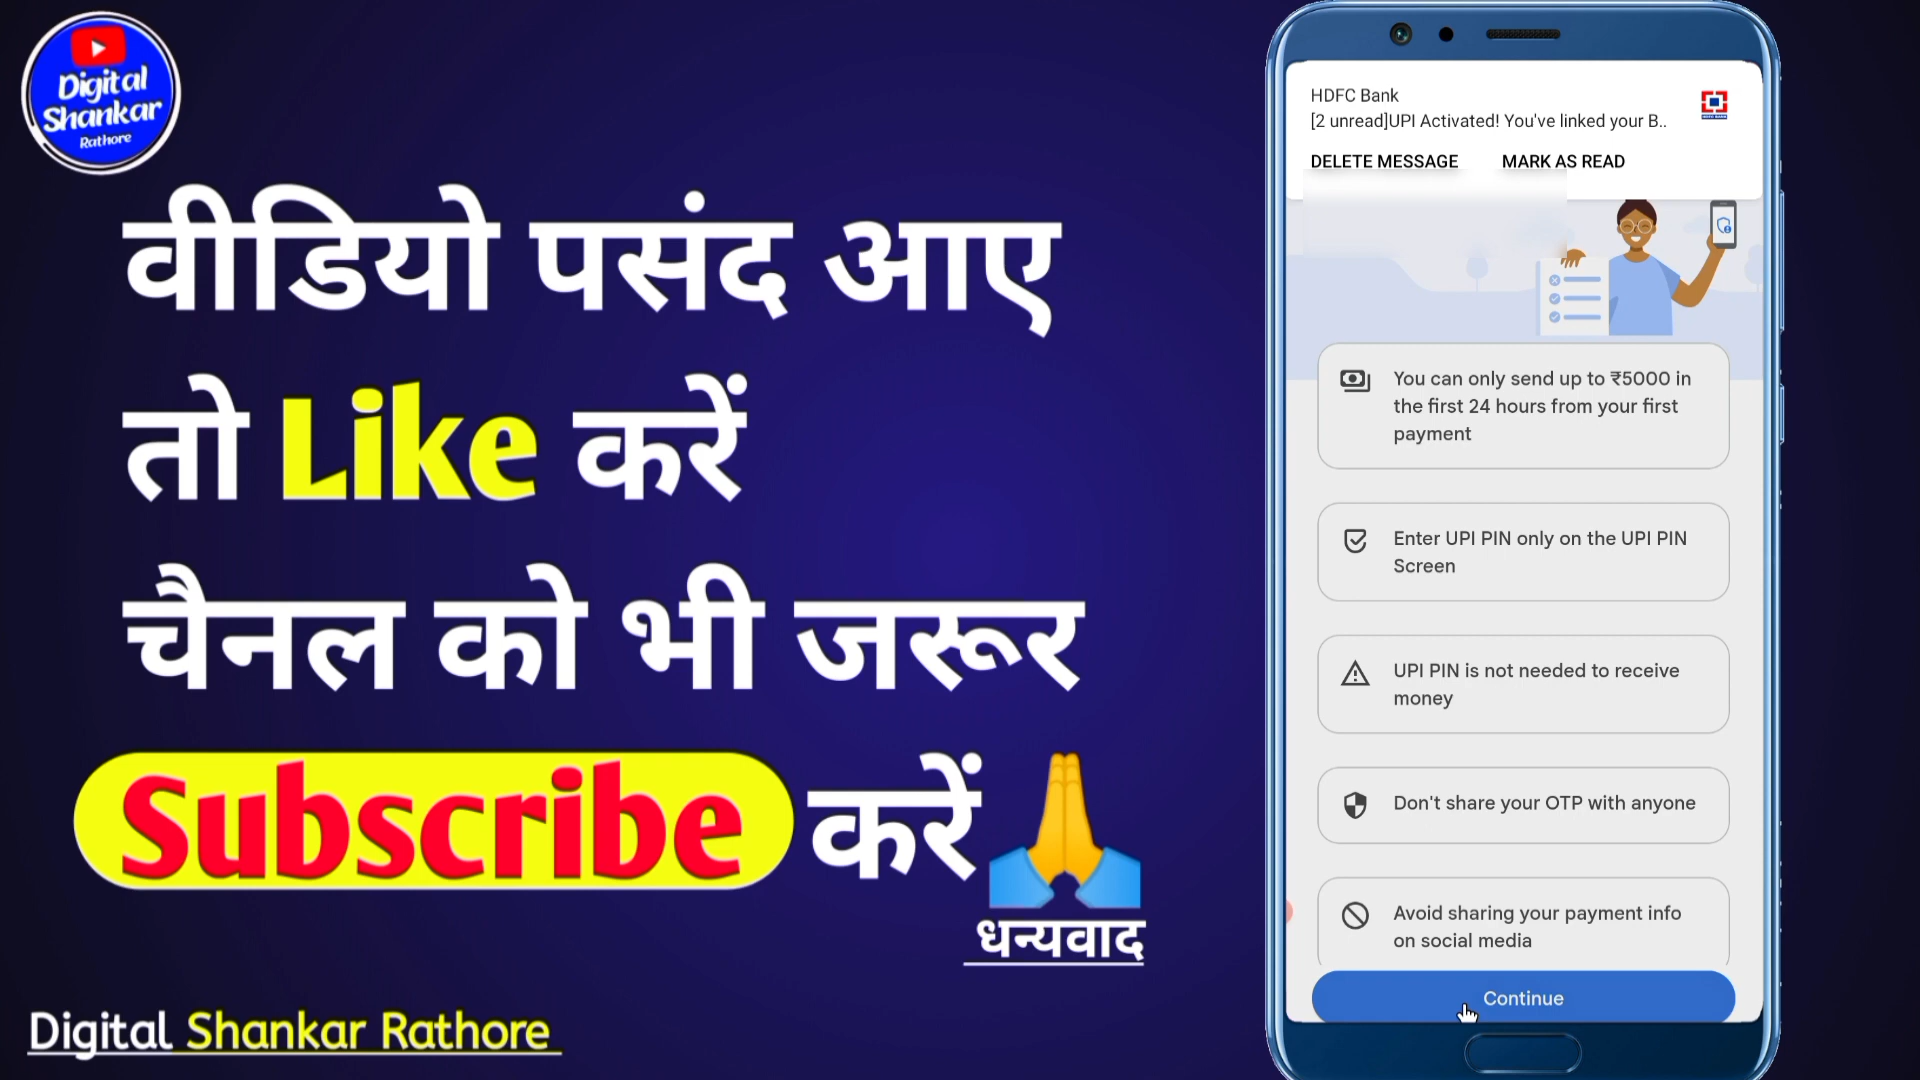 Digital
Shankar
Rathore
वीडियो पसंद आए
तो Like करें
चैनल को भी जरूर
Subscribe करें
धन्यवाद
Digital Shankar Rathore
HDFC Bank
[2 unread]UPI Activated! You've linked your B..
DELETE MESSAGE MARK AS READ
You can only send up to ₹5000 in
the first 24 hours from your first
payment
Enter UPI PIN only on the UPI PIN
Screen
UPI PIN is not needed to receive
money
Don't share your OTP with anyone
Avoid sharing your payment info
on social media
Continue